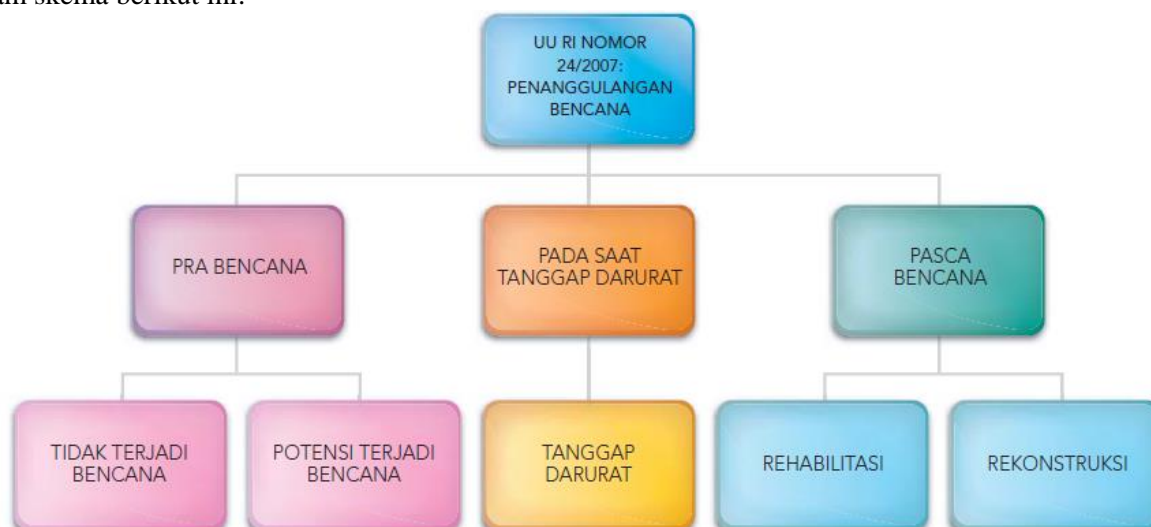 skema berikut ini:
UU RI NOMOR
24/2007:
PENANGGULANGAN
BENCANA
PRA BENCANA
PADA SAAT
TANGGAP DARURAT
PASCA
BENCANA
TIDAK TERJADI
BENCANA
POTENSI TERJADI
BENCANA
TANGGAP
DARURAT
REHABILITASI
REKONSTRUKSI